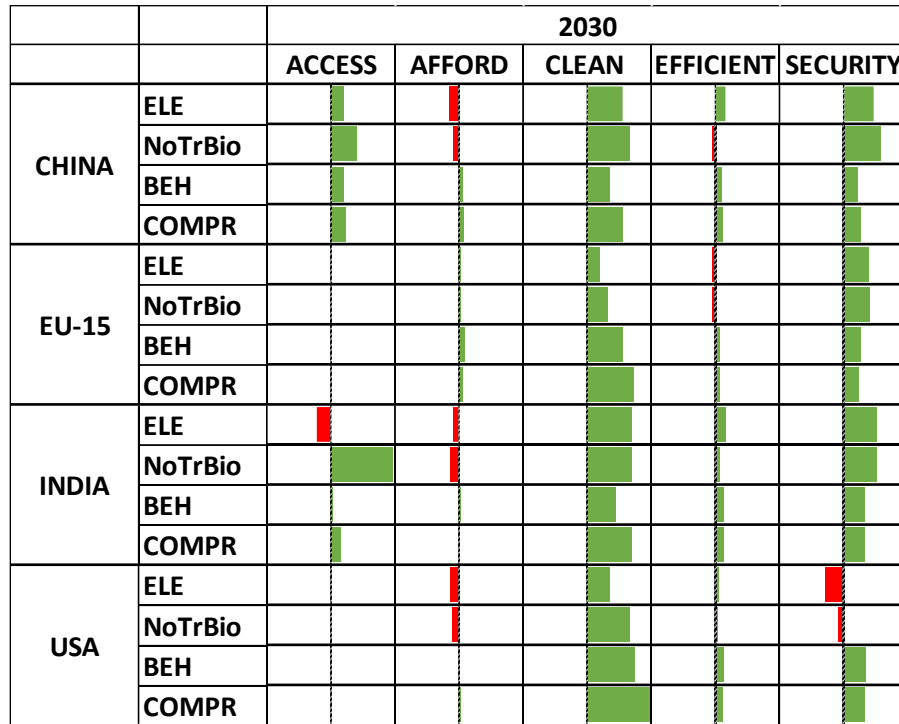 2030
ACCESS AFFORD CLEAN EFFICIENT SECURITY
CHINA
ELE
NoTrBio
BEH
COMPR
EU-15
ELE
NoTrBio
BEH
COMPR
INDIA
ELE
NoTrBio
BEH
COMPR
USA
ELE
NoTrBio
BEH
COMPR